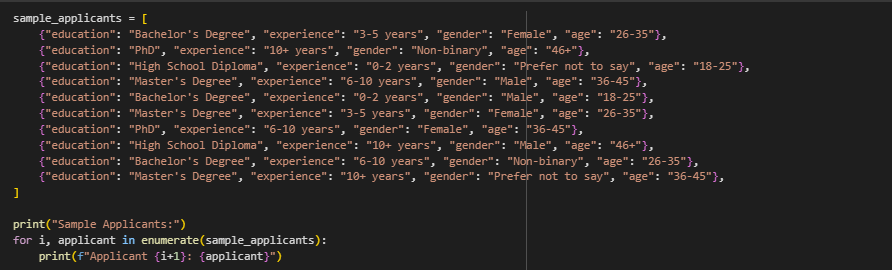 sample_applicants = [
    {"education": "Bachelor's Degree", "experience": "3-5 years", "gender": "Female", "age": "26-35"},
    {"education": "PhD", "experience": "10+ years", "gender": "Non-binary", "age": "46+"},
    {"education": "High School Diploma", "experience": "0-2 years", "gender": "Prefer not to say", "age": "18-25"},
    {"education": "Master's Degree", "experience": "6-10 years", "gender": "Male", "age": "36-45"},
    {"education": "Bachelor's Degree", "experience": "0-2 years", "gender": "Male", "age": "18-25"},
    {"education": "Master's Degree", "experience": "3-5 years", "gender": "Female", "age": "26-35"},
    {"education": "PhD", "experience": "6-10 years", "gender": "Female", "age": "36-45"},
    {"education": "High School Diploma", "experience": "10+ years", "gender": "Male", "age": "46+"},
    {"education": "Bachelor's Degree", "experience": "6-10 years", "gender": "Non-binary", "age": "26-35"},
    {"education": "Master's Degree", "experience": "10+ years", "gender": "Prefer not to say", "age": "36-45"},
]

print("Sample Applicants:")
for i, applicant in enumerate(sample_applicants):
    print(f"Applicant {i+1}: {applicant}")